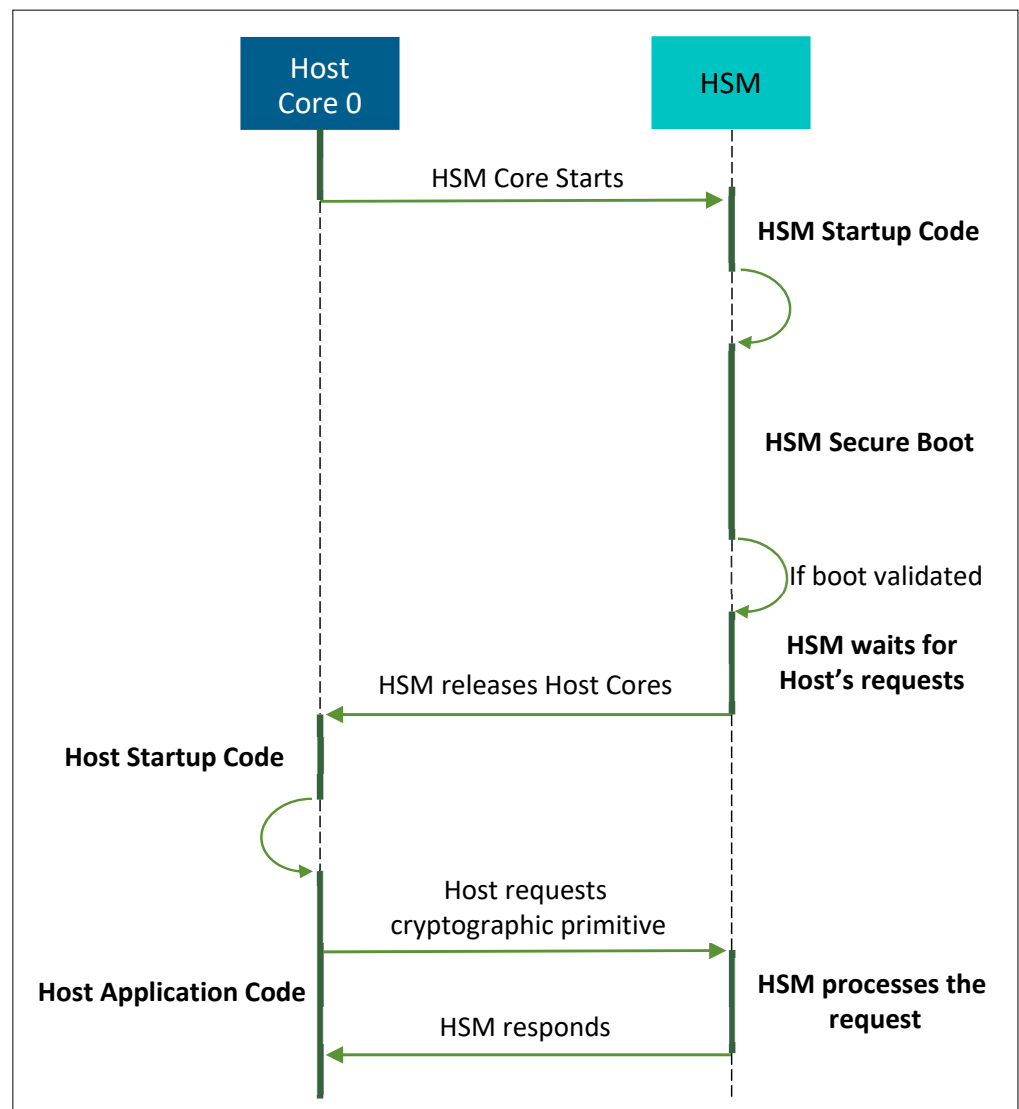 Host
Core 0
HSM
HSM Core Starts
HSM Startup Code
HSM Secure Boot
If boot validated
HSM waits for
Host’s requests
HSM releases Host Cores
Host Startup Code
Host requests
cryptographic primitive
Host Application Code
HSM processes the
request
HSM responds